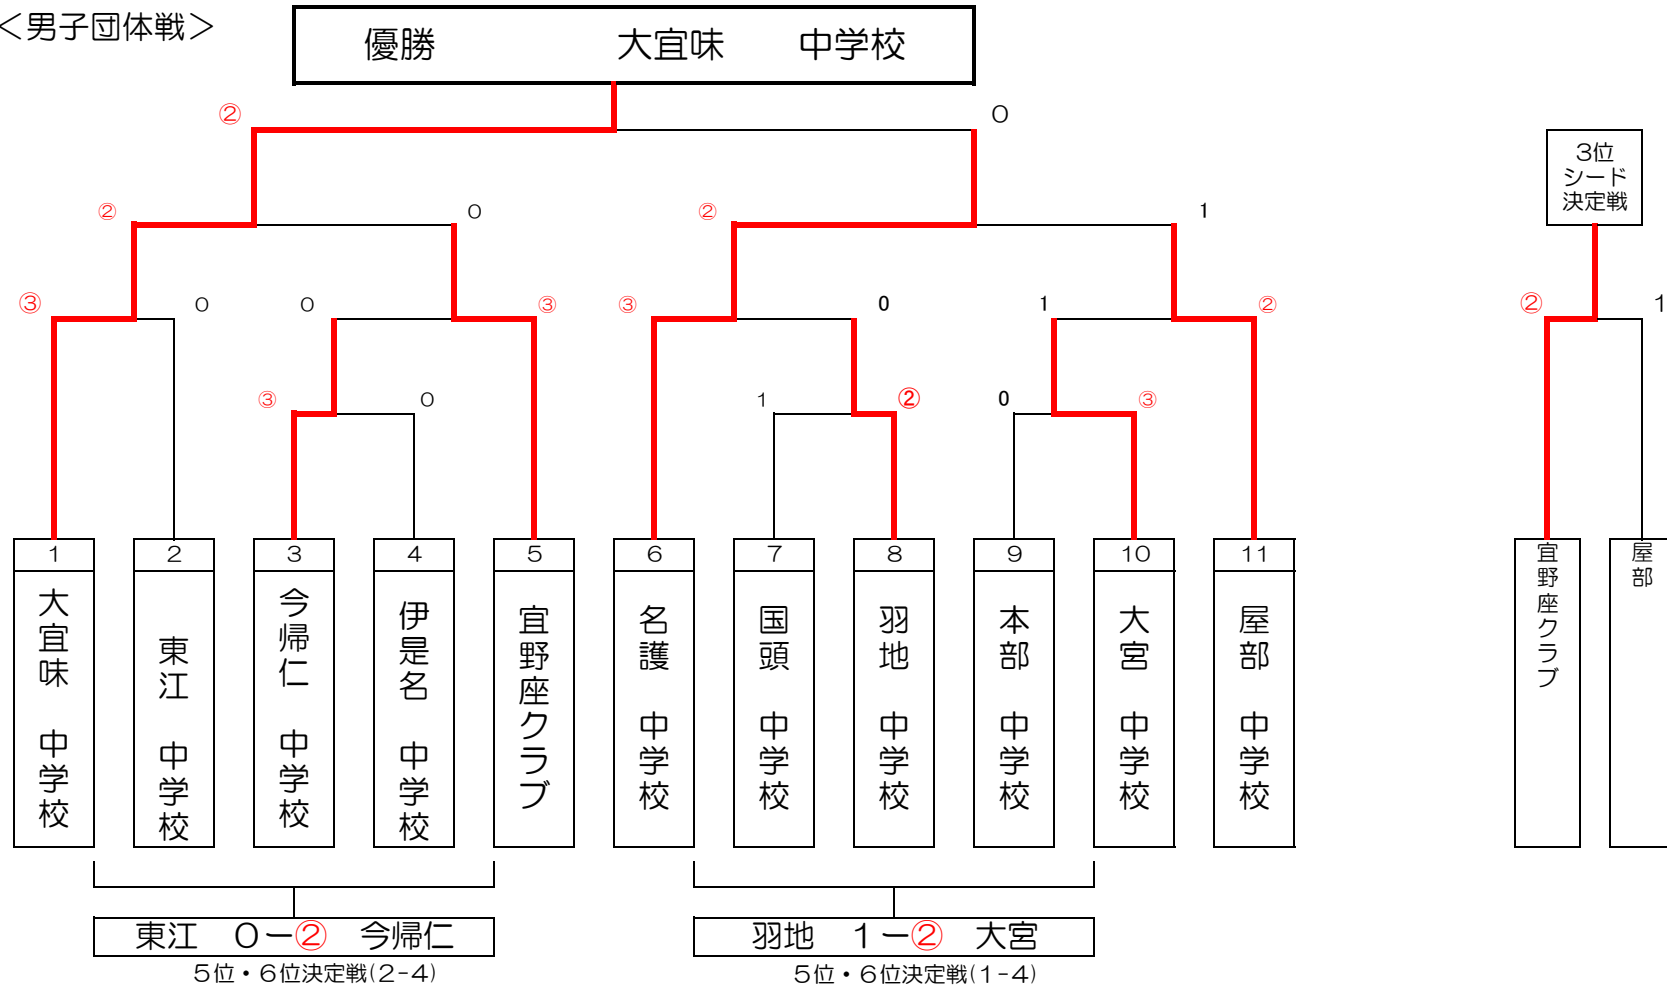 ＜男子団体戦＞
優勝 大宜味 中学校
② 0
3位
シード
決定戦
② 0 ② 1
③ 0 0 ③ ③ 0 1 ② ② 1
③ 0 1 ② 0 ③
1 2 3 4 5 6 7 8 9 10 11
大宜味 中学校
東江 中学校
今帰仁 中学校
伊是名 中学校
宜野座クラブ
名護 中学校
国頭 中学校
羽地 中学校
本部 中学校
大宮 中学校
屋部 中学校
宜野座クラブ
屋部
東江 0ー② 今帰仁
羽地 1ー② 大宮
5位・6位決定戦(2-4)
5位・6位決定戦(1-4)